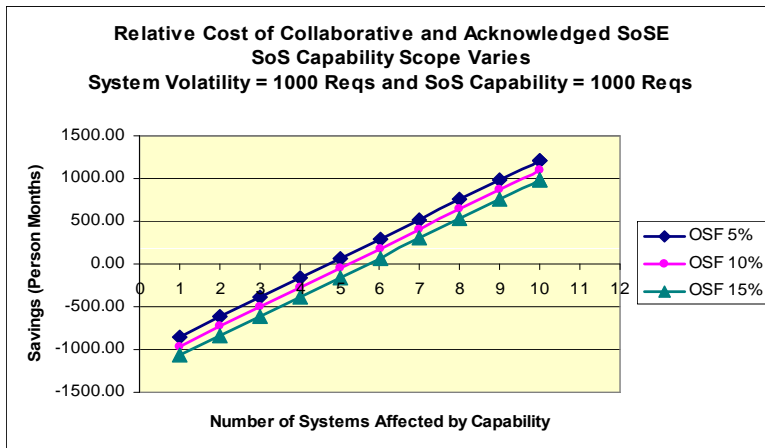 Relative Cost of Collaborative and Acknowledged SoSE
SoS Capability Scope Varies
System Volatility = 1000 Reqs and SoS Capability = 1000 Reqs
1500.00
1000.00
500.00
0.00
-500.00
-1000.00
-1500.00
Savings (Person Months)
0 1 2 3 4 5 6 7 8 9 10 11 12
Number of Systems Affected by Capability
OSF 5%
OSF 10%
OSF 15%